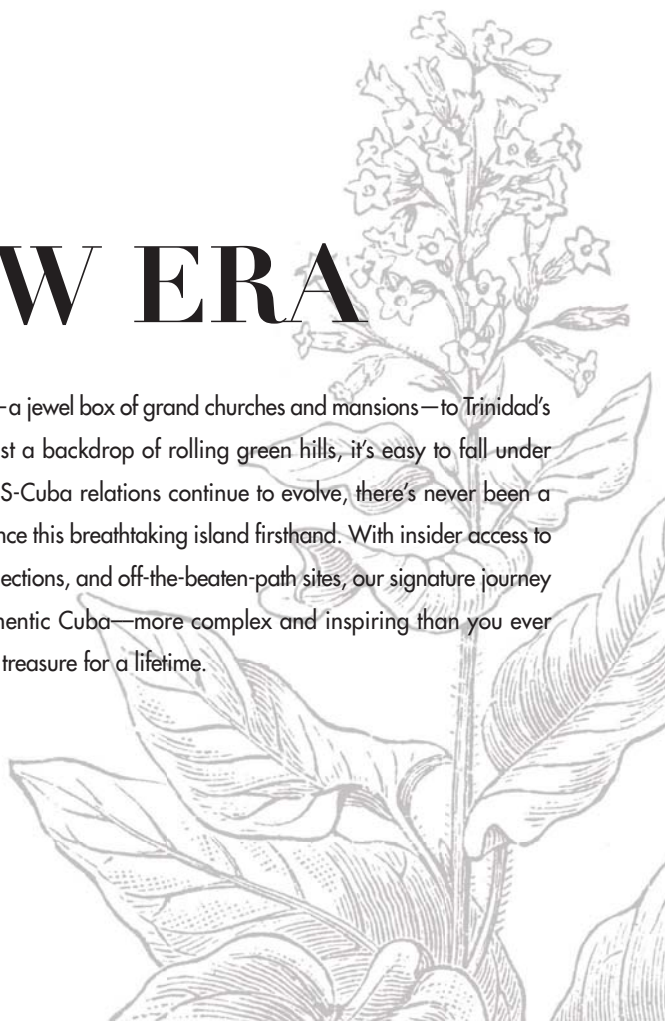 W ERA
—a jewel box of grand churches and mansions—to Trinidad’s
st a backdrop of rolling green hills, it’s easy to fall under
S-Cuba relations continue to evolve, there’s never been a
nce this breathtaking island firsthand. With insider access to
ections, and off-the-beaten-path sites, our signature journey
nentic Cuba—more complex and inspiring than you ever
treasure for a lifetime.